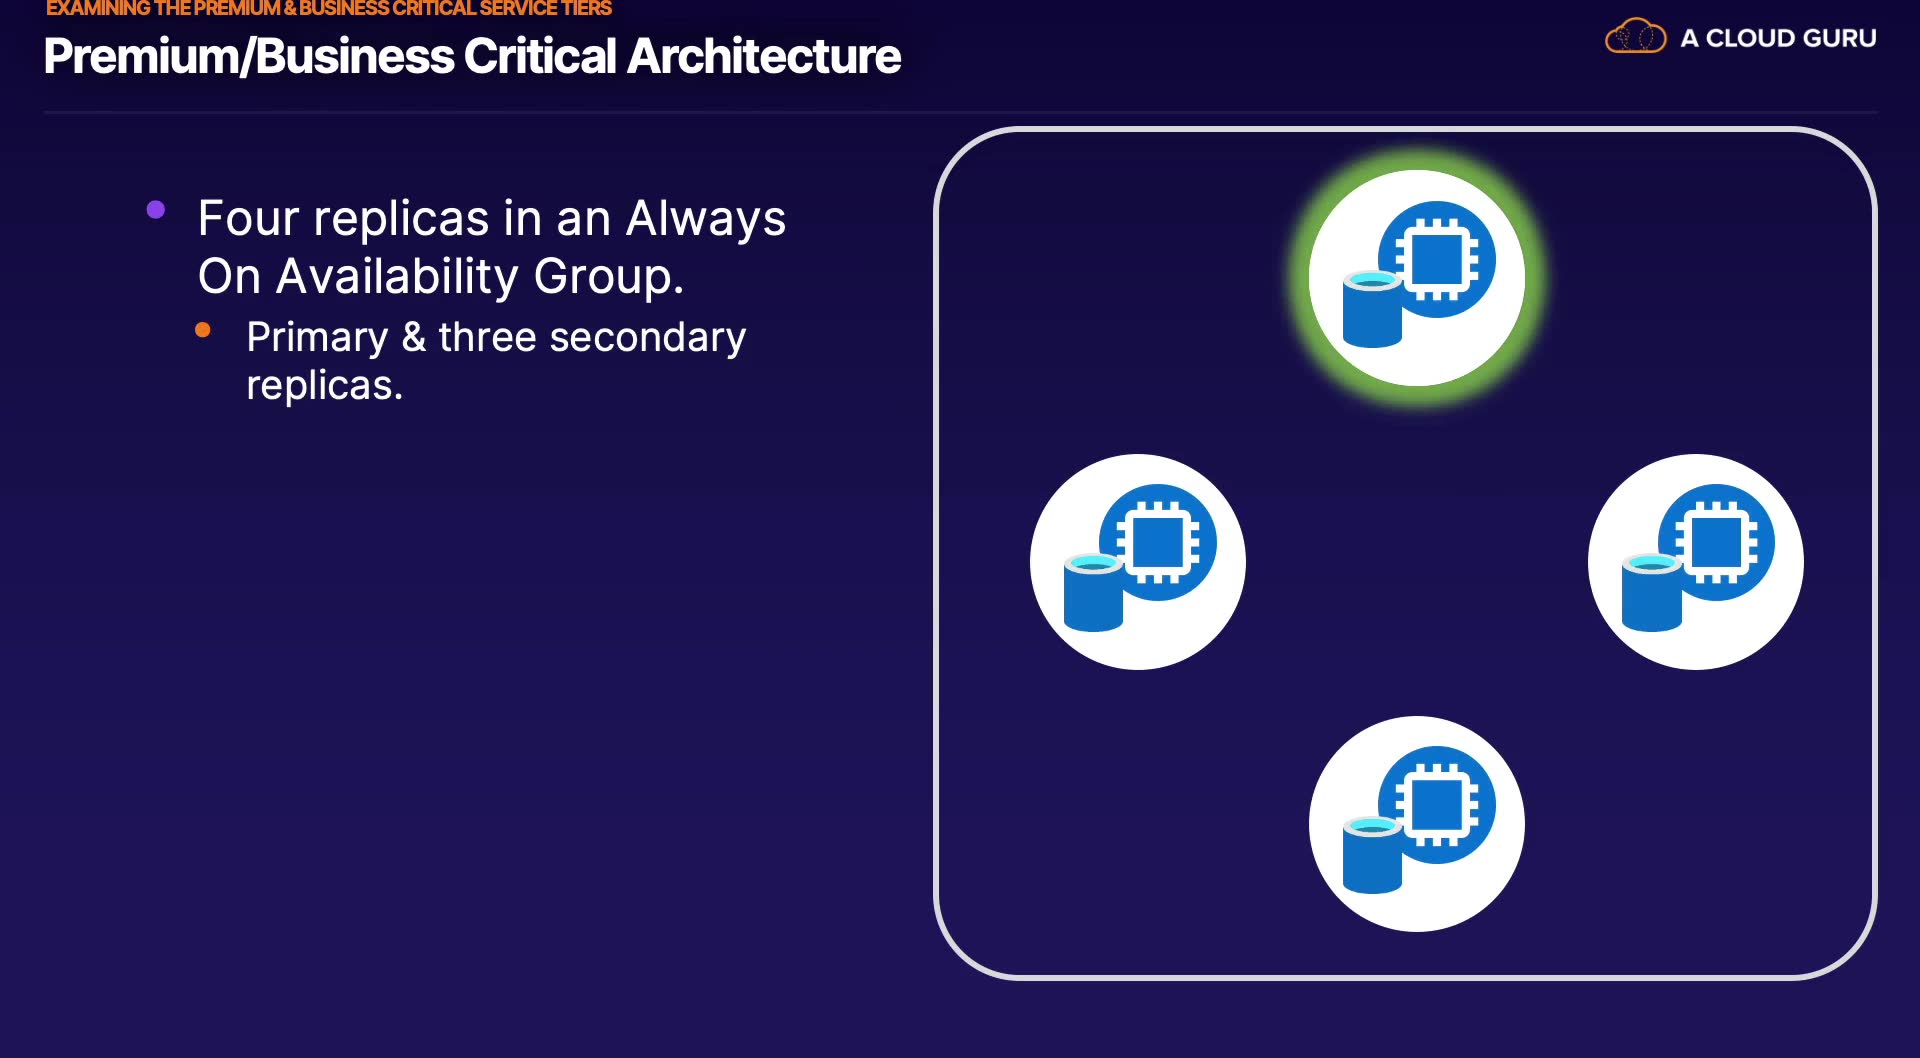 EXAMINING THE PREMIUM & BUSINESS CRITICAL SERVICE TIERS
Premium/Business Critical Architecture
A CLOUD GURU
Four replicas in an Always
On Availability Group.
Primary & three secondary
replicas.